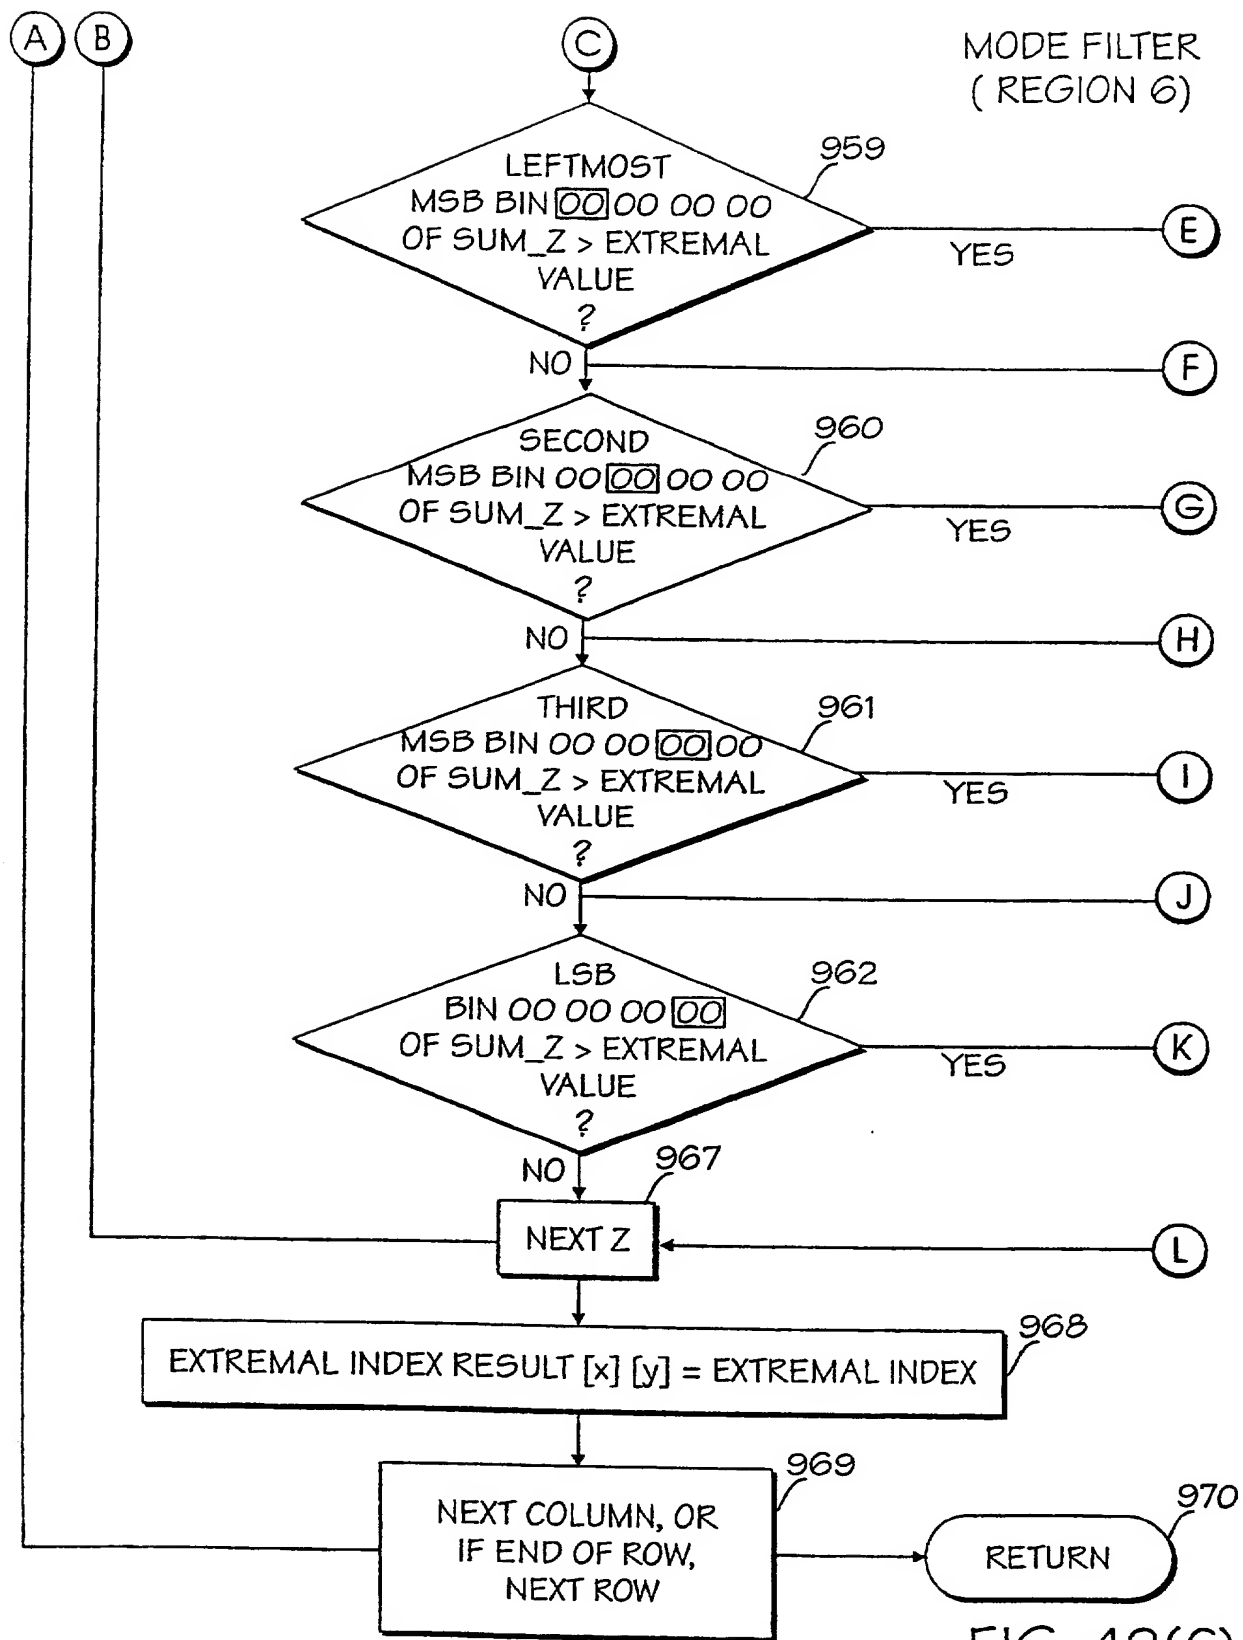 A B C
MODE FILTER
( REGION 6)
959
LEFTMOST
MSB BIN 00 00 00 00
OF SUM_Z > EXTREMAL
VALUE
?
YES
E
NO
F
960
SECOND
MSB BIN 00 00 00 00
OF SUM_Z > EXTREMAL
VALUE
?
YES
G
NO
H
961
THIRD
MSB BIN 00 00 00 00
OF SUM_Z > EXTREMAL
VALUE
?
YES
I
NO
J
962
LSB
BIN 00 00 00 00
OF SUM_Z > EXTREMAL
VALUE
?
YES
K
NO
967
NEXT Z
L
968
EXTREMAL INDEX RESULT [x] [y] = EXTREMAL INDEX
969
NEXT COLUMN, OR
IF END OF ROW,
NEXT ROW
970
RETURN